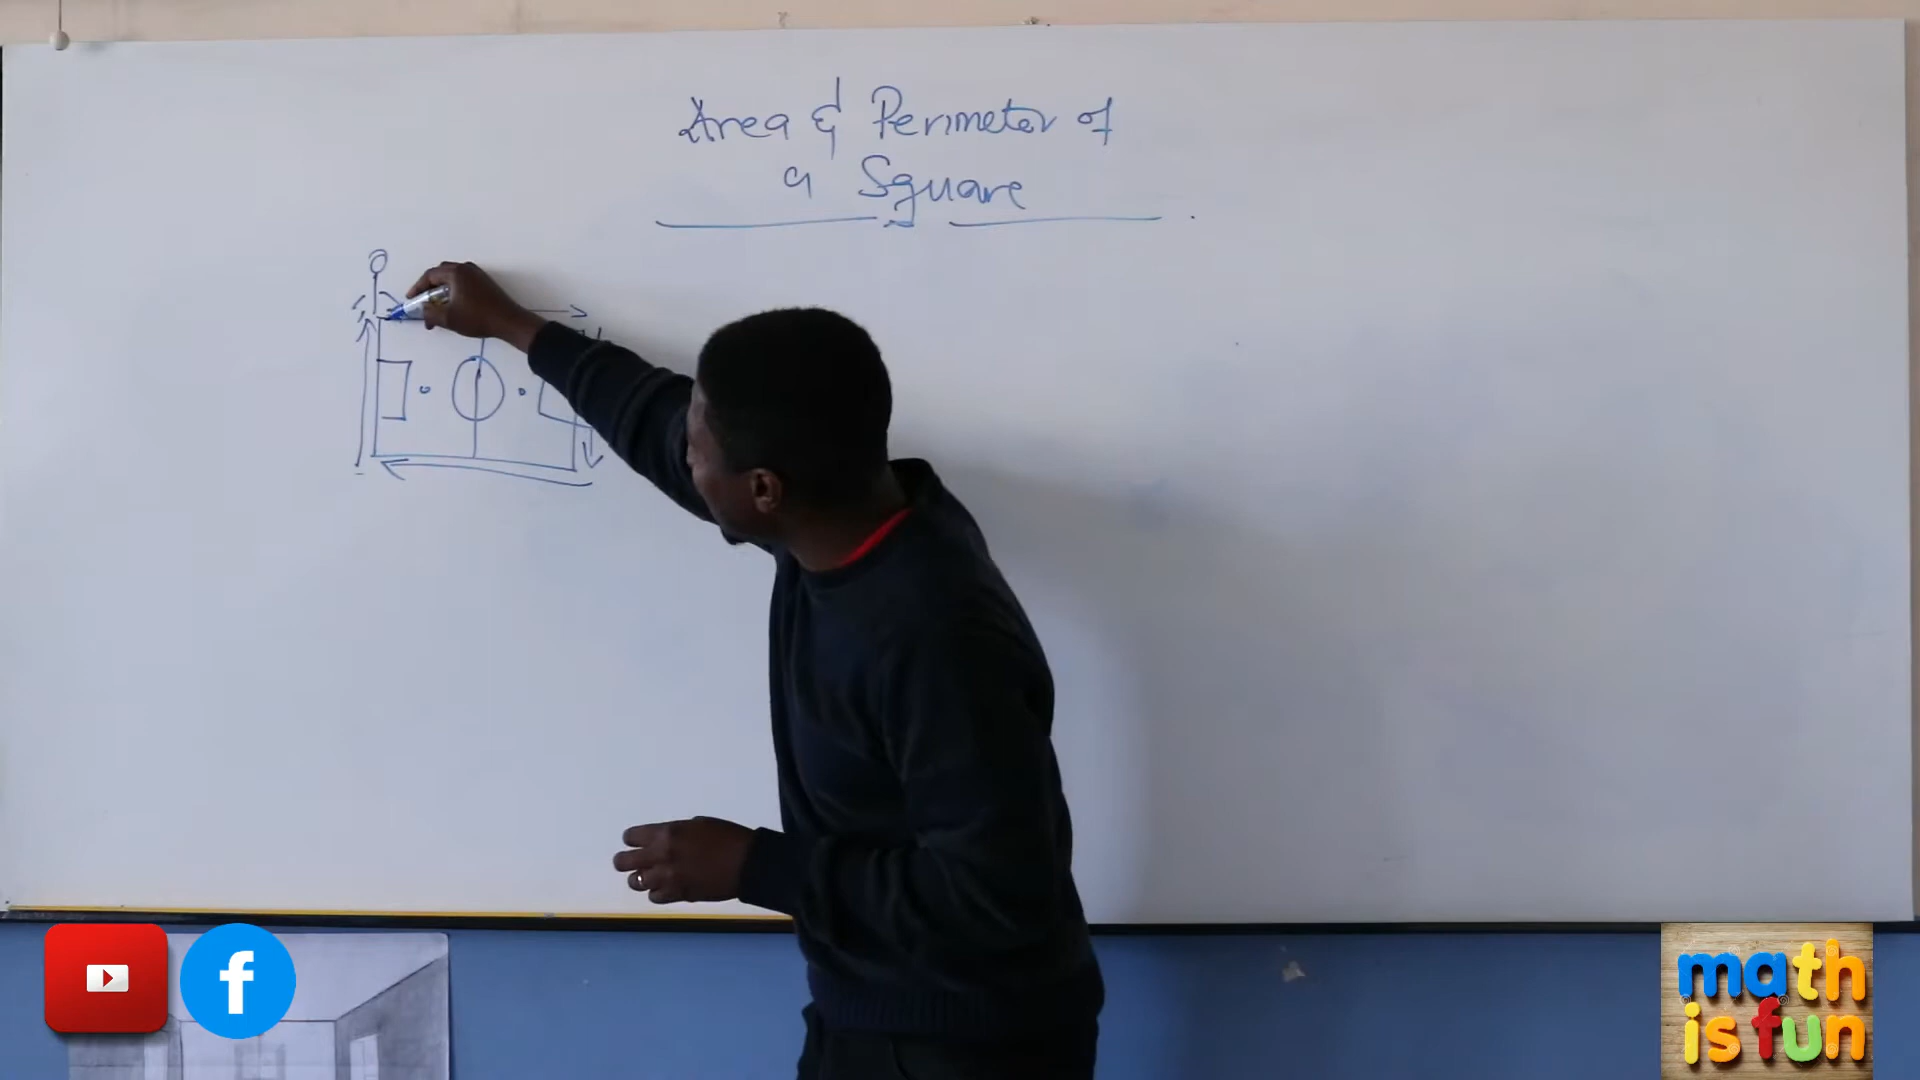 Area & Perimeter of
a Square
f
math
is fun